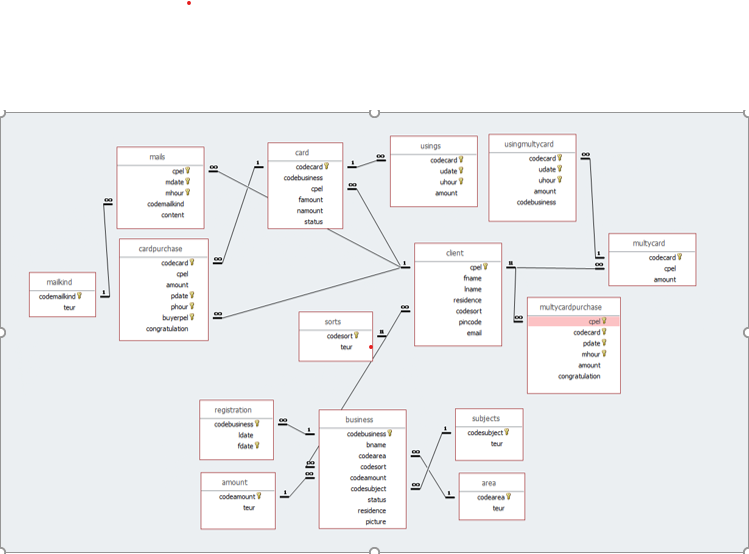 mails
cpel
mdate
mhour
codemailkind
content
card
codecard
codebusiness
cpel
famount
namount
status
usings
codecard
udate
uhour
amount
usingmultycard
codecard
udate
uhour
amount
codebusiness
mailkind
codemailkind
teur
cardpurchase
codecard
cpel
amount
pdate
phour
buyerpel
congratulation
client
cpel
fname
lname
residence
codesort
pincode
email
multycard
codecard
cpel
amount
multycardpurchase
cpel
codecard
pdate
mhour
amount
congratulation
sorts
codesort
teur
registration
codebusiness
ldate
fdate
business
codebusiness
bname
codearea
codesort
codeamount
codesubject
status
residence
picture
subjects
codesubject
teur
amount
codeamount
teur
area
codearea
teur